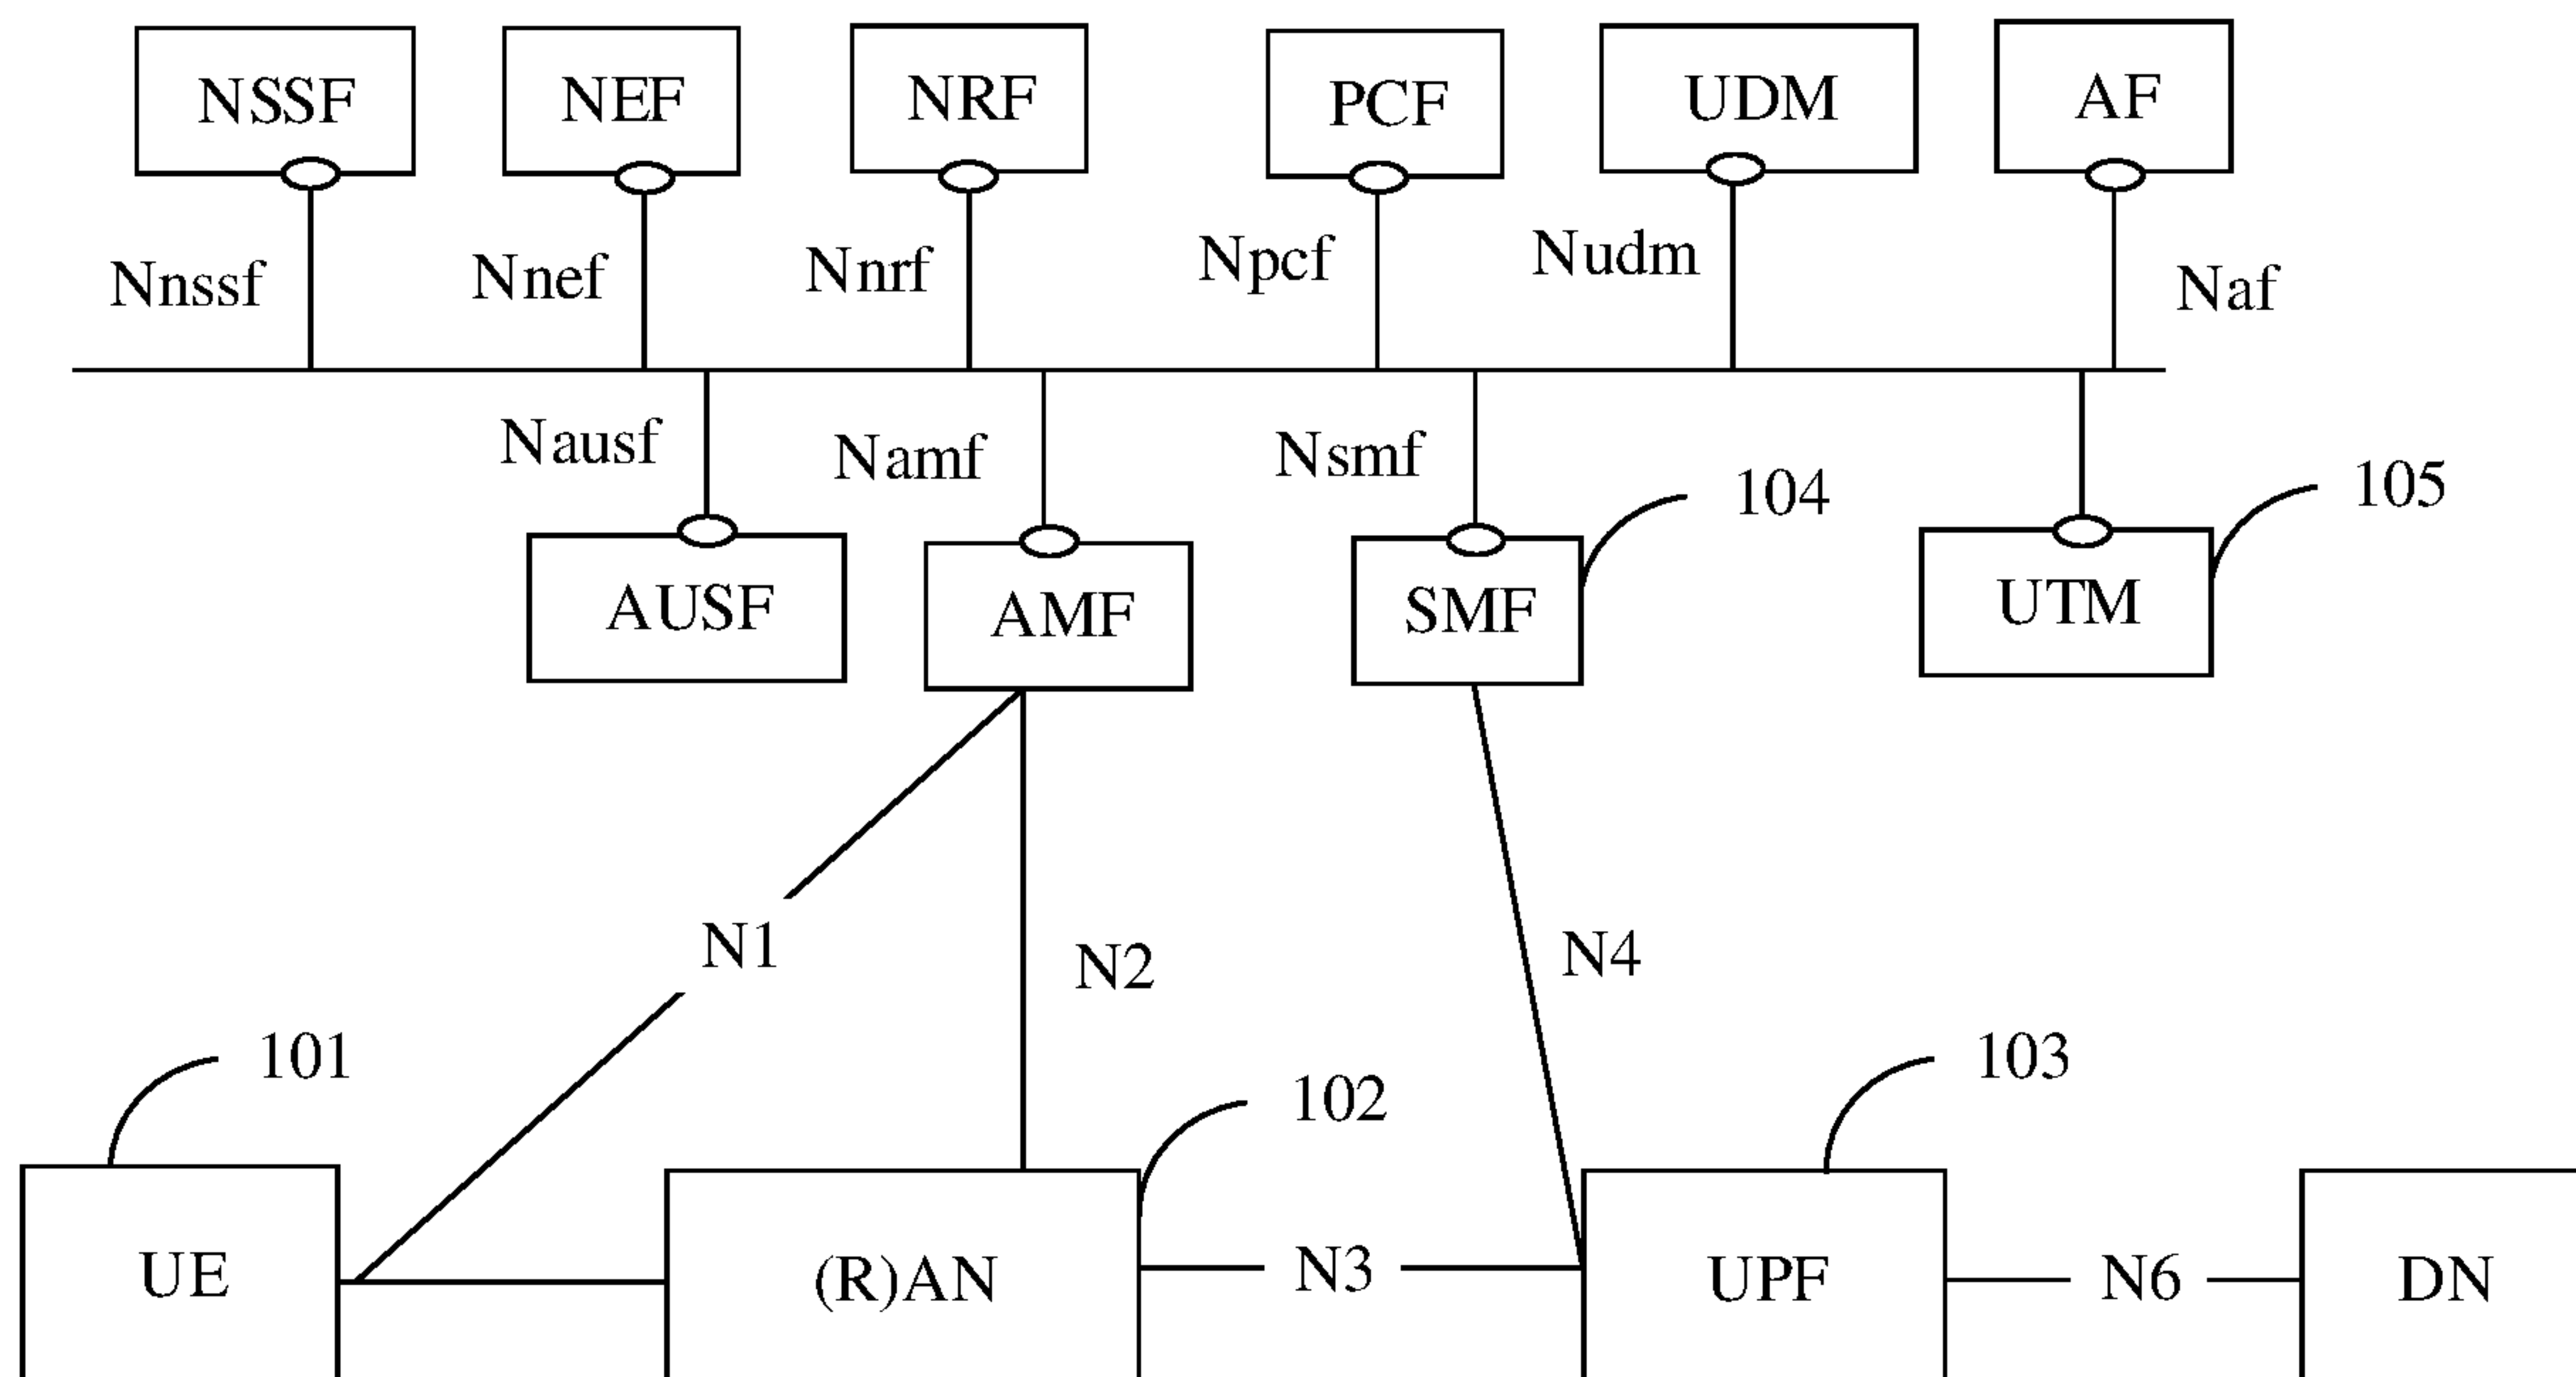 NSSF NEF NRF PCF UDM AF
Nnssf Nnef Nnrf Npcf Nudm Naf
Nausf Namf Nsmf 104 105
AUSF AMF SMF UTM
N1 N2 N4
101 102 103
UE (R)AN N3 UPF N6 DN